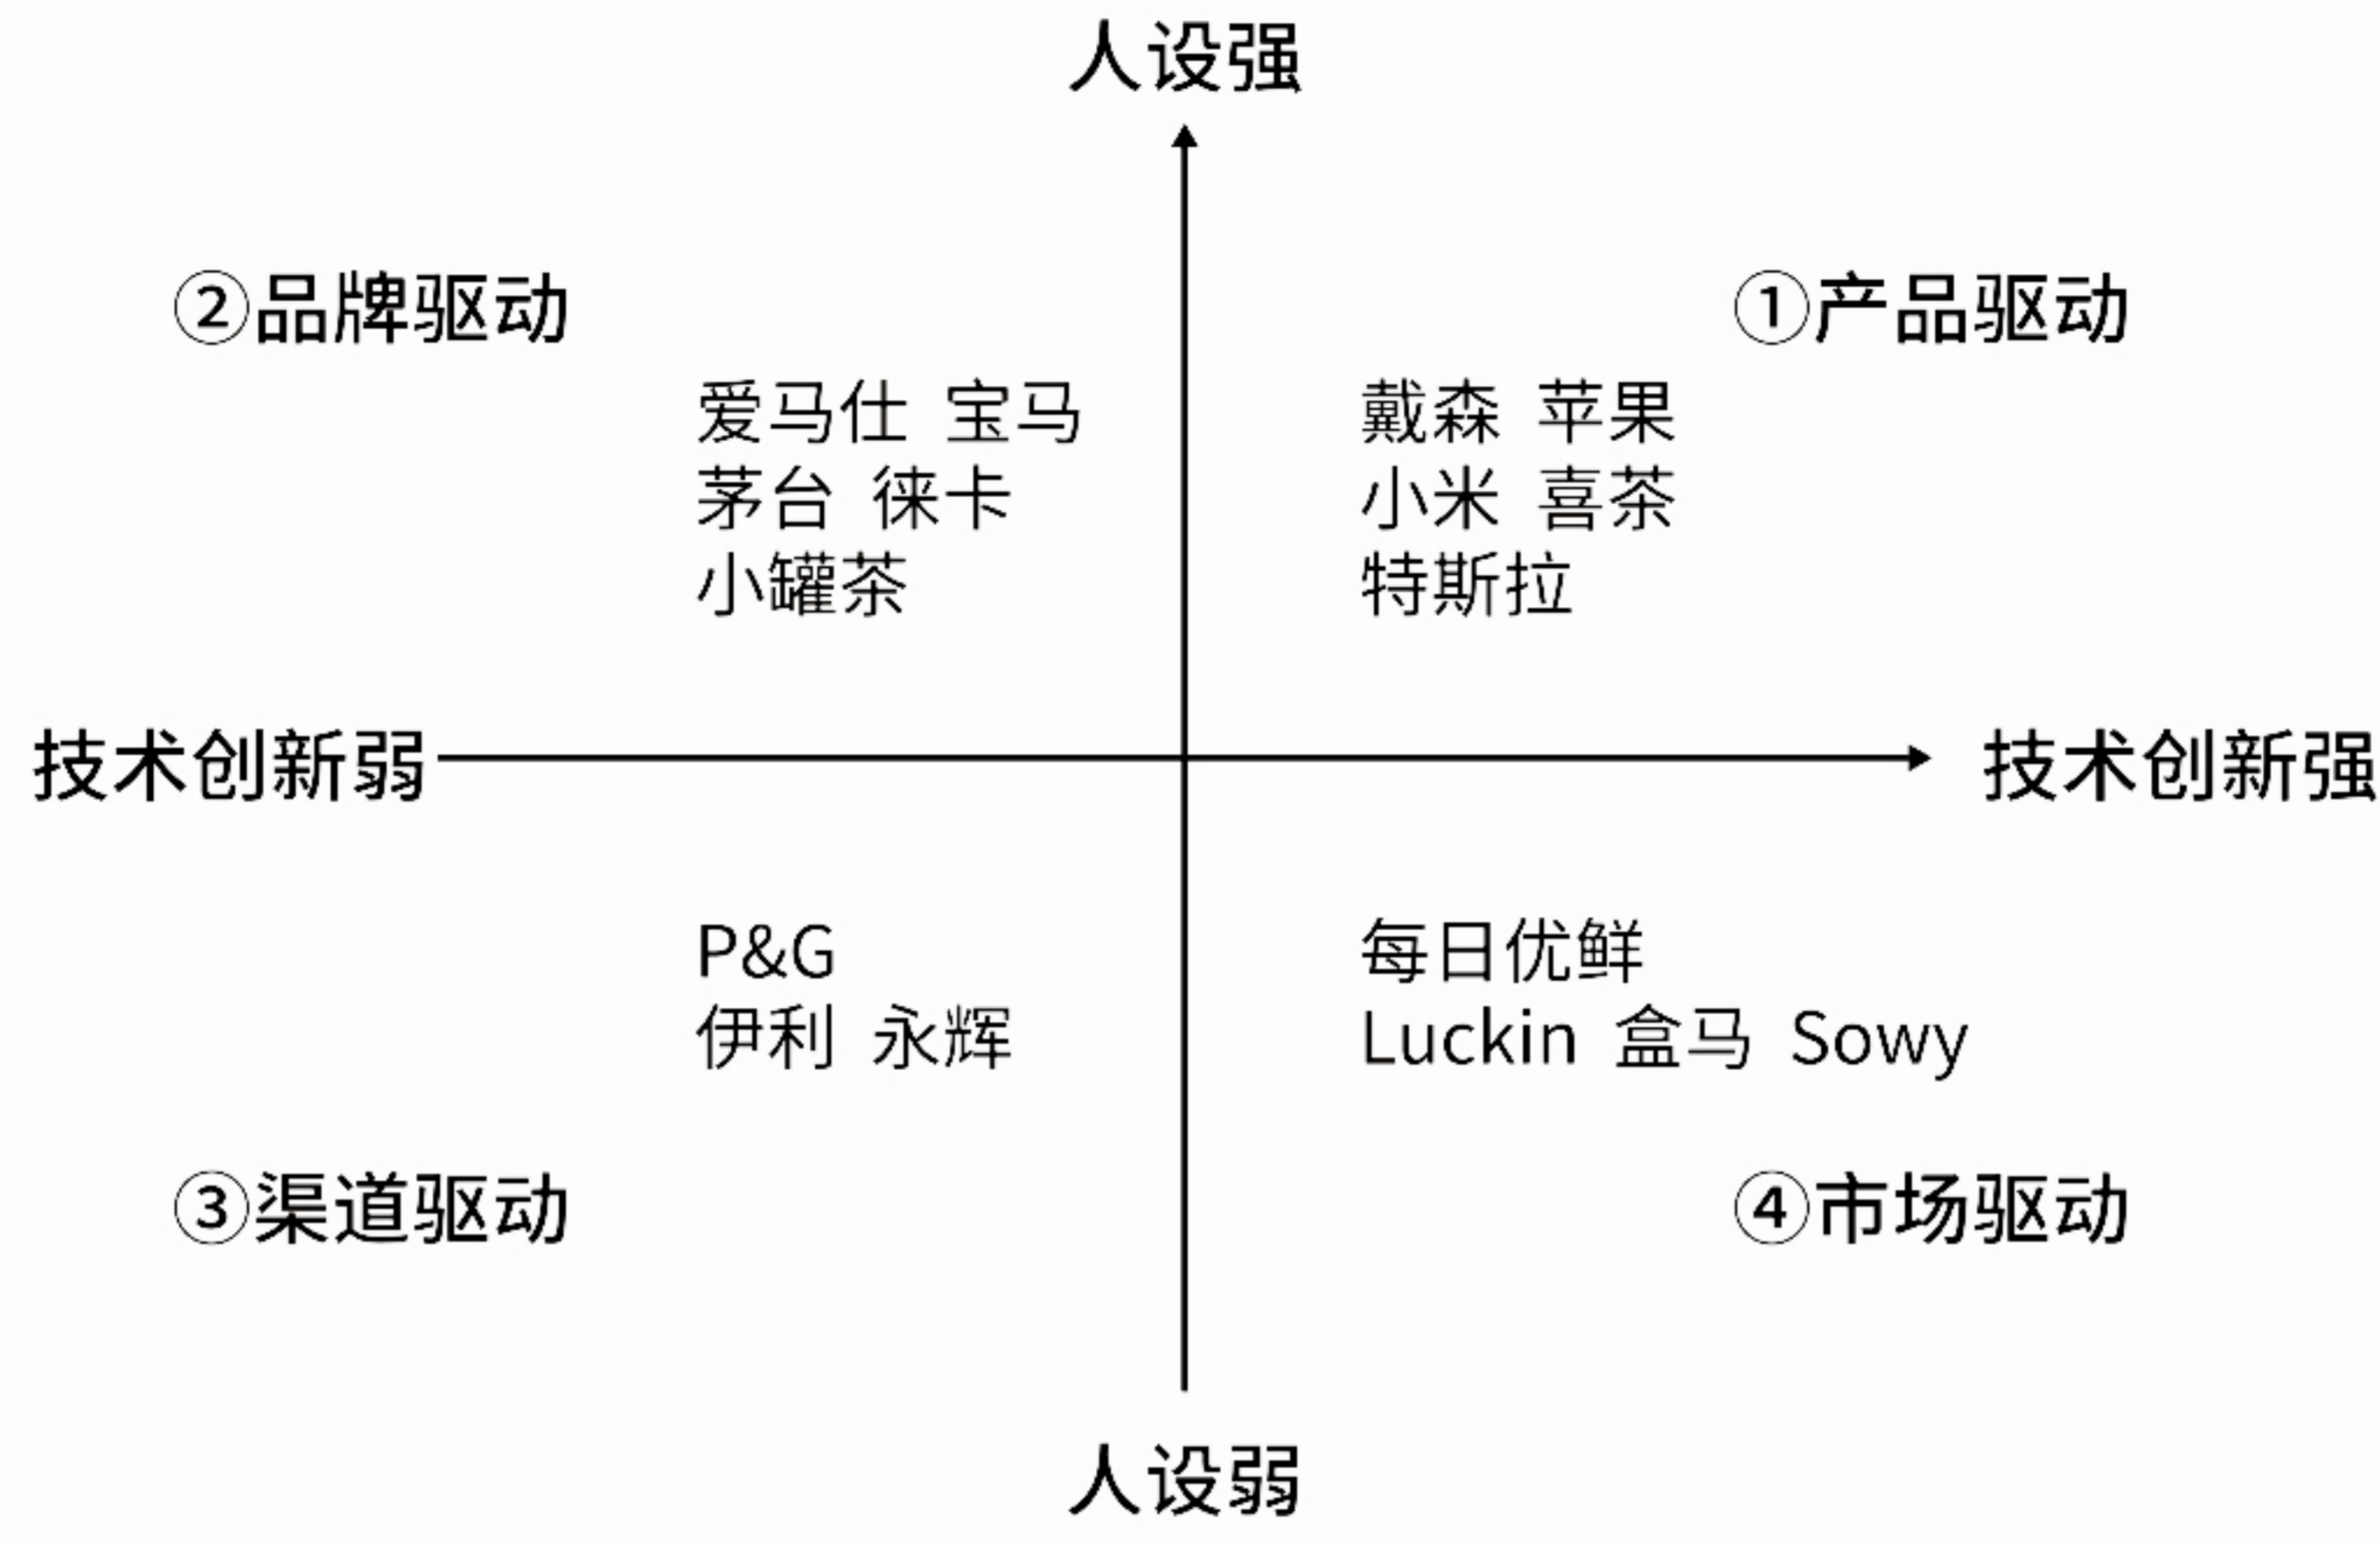 人设强
②品牌驱动
①产品驱动
爱马仕 宝马
茅台 徕卡
小罐茶
戴森 苹果
小米 喜茶
特斯拉
技术创新弱
技术创新强
P&G
伊利 永辉
每日优鲜
Luckin 盒马 Sowy
③渠道驱动
④市场驱动
人设弱